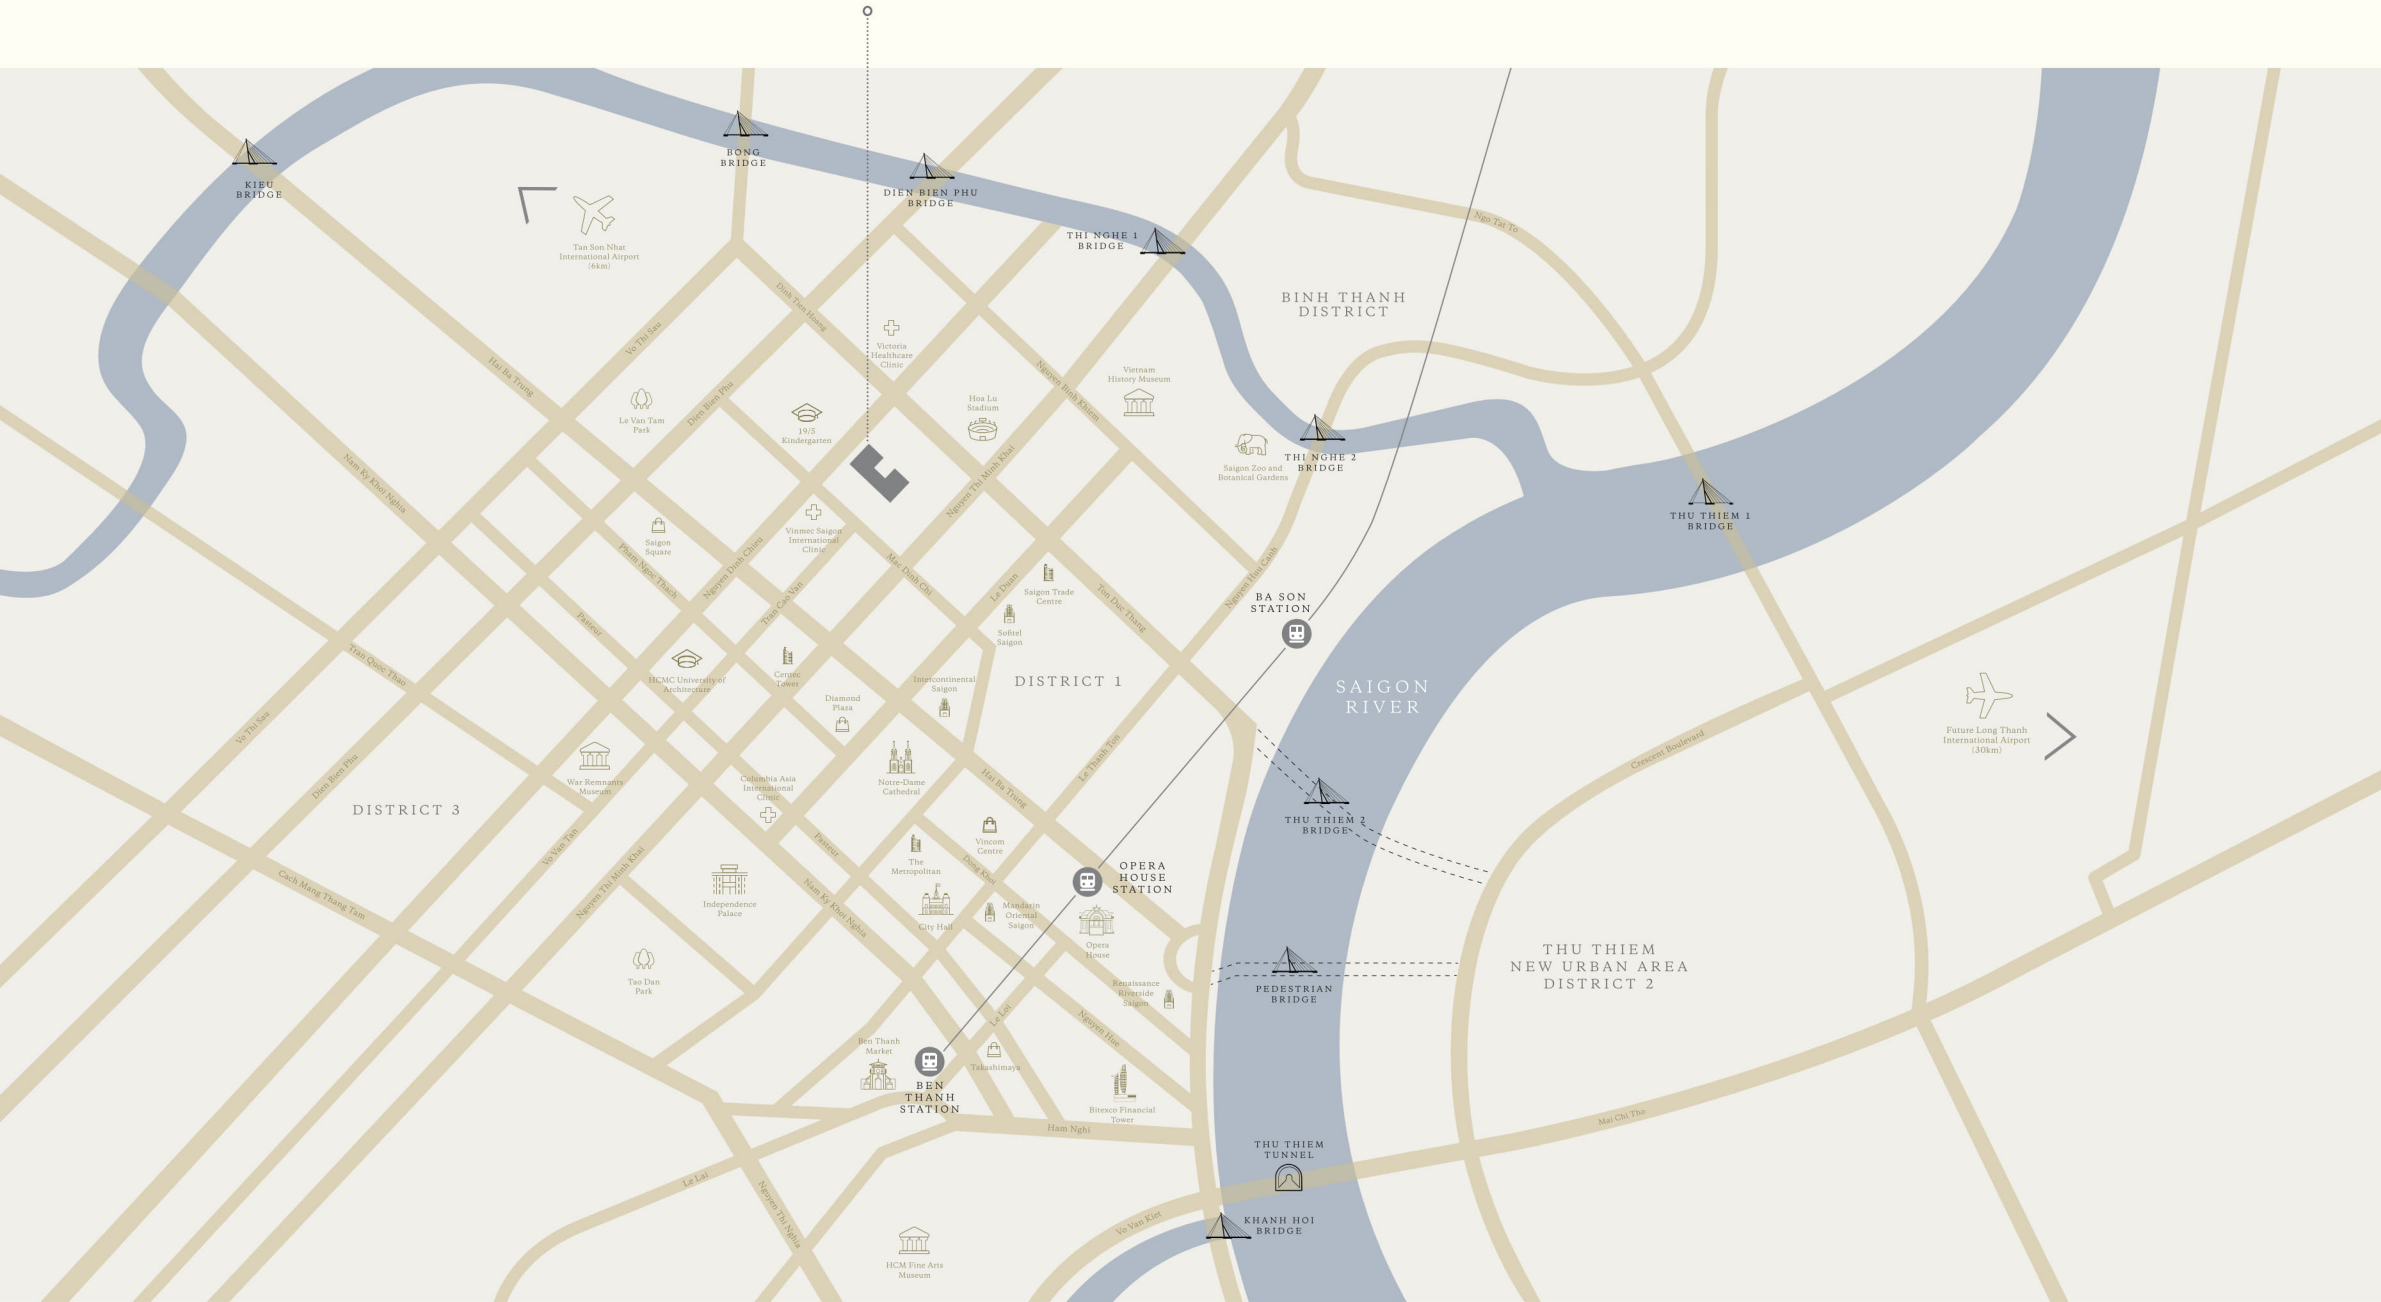 BONG
BRIDGE
KIEU
BRIDGE
DIEN BIEN PHU
BRIDGE
Tan Son Nhat
International Airport
(6km)
THI NGHE 1
BRIDGE
Ngo Tat To
BINH THANH
DISTRICT
Dinh Tien Hoang
Vo Thi Sau
Victoria
Healthcare
Clinic
Hai Ba Trung
Vietnam
History Museum
Nguyen Binh Khiem
Dien Bien Phu
Le Van Tam
Park
19/5
Kindergarten
Hoa Lu
Stadium
Saigon Zoo and
Botanical Gardens
THI NGHE 2
BRIDGE
Nguyen Thi Minh Khai
Nam Ky Khoi Nghia
THU THIEM 1
BRIDGE
Saigon
Square
Vinmec Saigon
International
Clinic
Pham Ngoc Thach
Nguyen Dinh Chieu
Mac Dinh Chi
Tran Cao Van
Le Duan
Saigon Trade
Centre
Ton Duc Thang
Nguyen Huu Canh
BA SON
STATION
Pasteur
Sofitel
Saigon
Tran Quoc Thao
HCMC University of
Architecture
Centec
Tower
Intercontinental
Saigon
DISTRICT 1
SAIGON
RIVER
Diamond
Plaza
Vo Thi Sau
Dien Bien Phu
Le Thanh Ton
Crescent Boulevard
Future Long Thanh
International Airport
(30km)
War Remnants
Museum
Columbia Asia
International
Clinic
Notre-Dame
Cathedral
Hai Ba Trung
DISTRICT 3
THU THIEM 2
BRIDGE
Vo Van Tan
Pasteur
Vincom
Centre
The
Metropolitan
Dong Khoi
OPERA
HOUSE
STATION
Cach Mang Thang Tam
Nguyen Thi Minh Khai
Independence
Palace
Nam Ky Khoi Nghia
City Hall
Mandarin
Oriental
Saigon
Opera
House
THU THIEM
NEW URBAN AREA
DISTRICT 2
Tao Dan
Park
Renaissance
Riverside
Saigon
PEDESTRIAN
BRIDGE
Le Loi
Nguyen Hue
Ben Thanh
Market
Takashimaya
BEN
THANH
STATION
Bitexco Financial
Tower
Ham Nghi
Mai Chi Tho
THU THIEM
TUNNEL
Le Lai
Nguyen Thi Nghia
Vo Van Kiet
KHANH HOI
BRIDGE
HCM Fine Arts
Museum